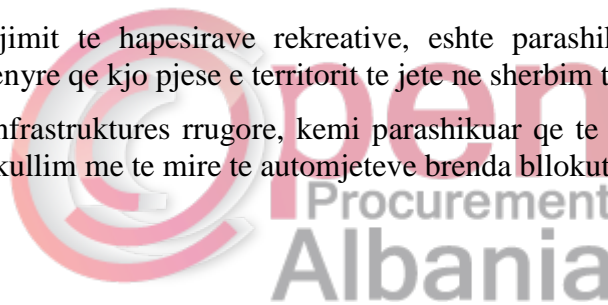 jimit te hapesirave rekreative, eshte parashik
enyre qe kjo pjese e territorit te jete ne sherbim t
nfrastruktures rrugore, kemi parashikuar qe te
kullim me te mire te automjeteve brenda bllokut
Open
Procurement
Albania